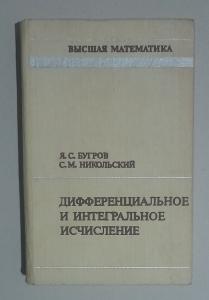 ВЫСШАЯ МАТЕМАТИКА
Я. С. БУГРОВ
С. М. НИКОЛЬСКИЙ
ДИФФЕРЕНЦИАЛЬНОЕ
И ИНТЕГРАЛЬНОЕ
ИСЧИСЛЕНИЕ